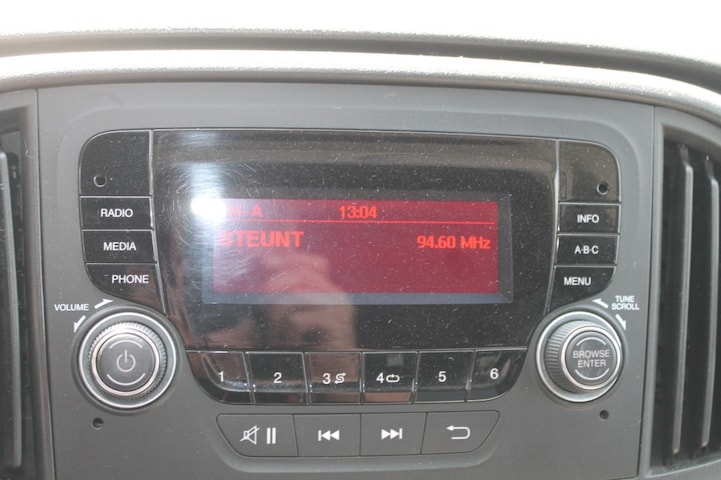 13:04
STEUNT 94.60 MHz
RADIO
MEDIA
PHONE
INFO
A·B·C
MENU
VOLUME
TUNE
SCROLL
BROWSE
ENTER
1 2 3 4 5 6